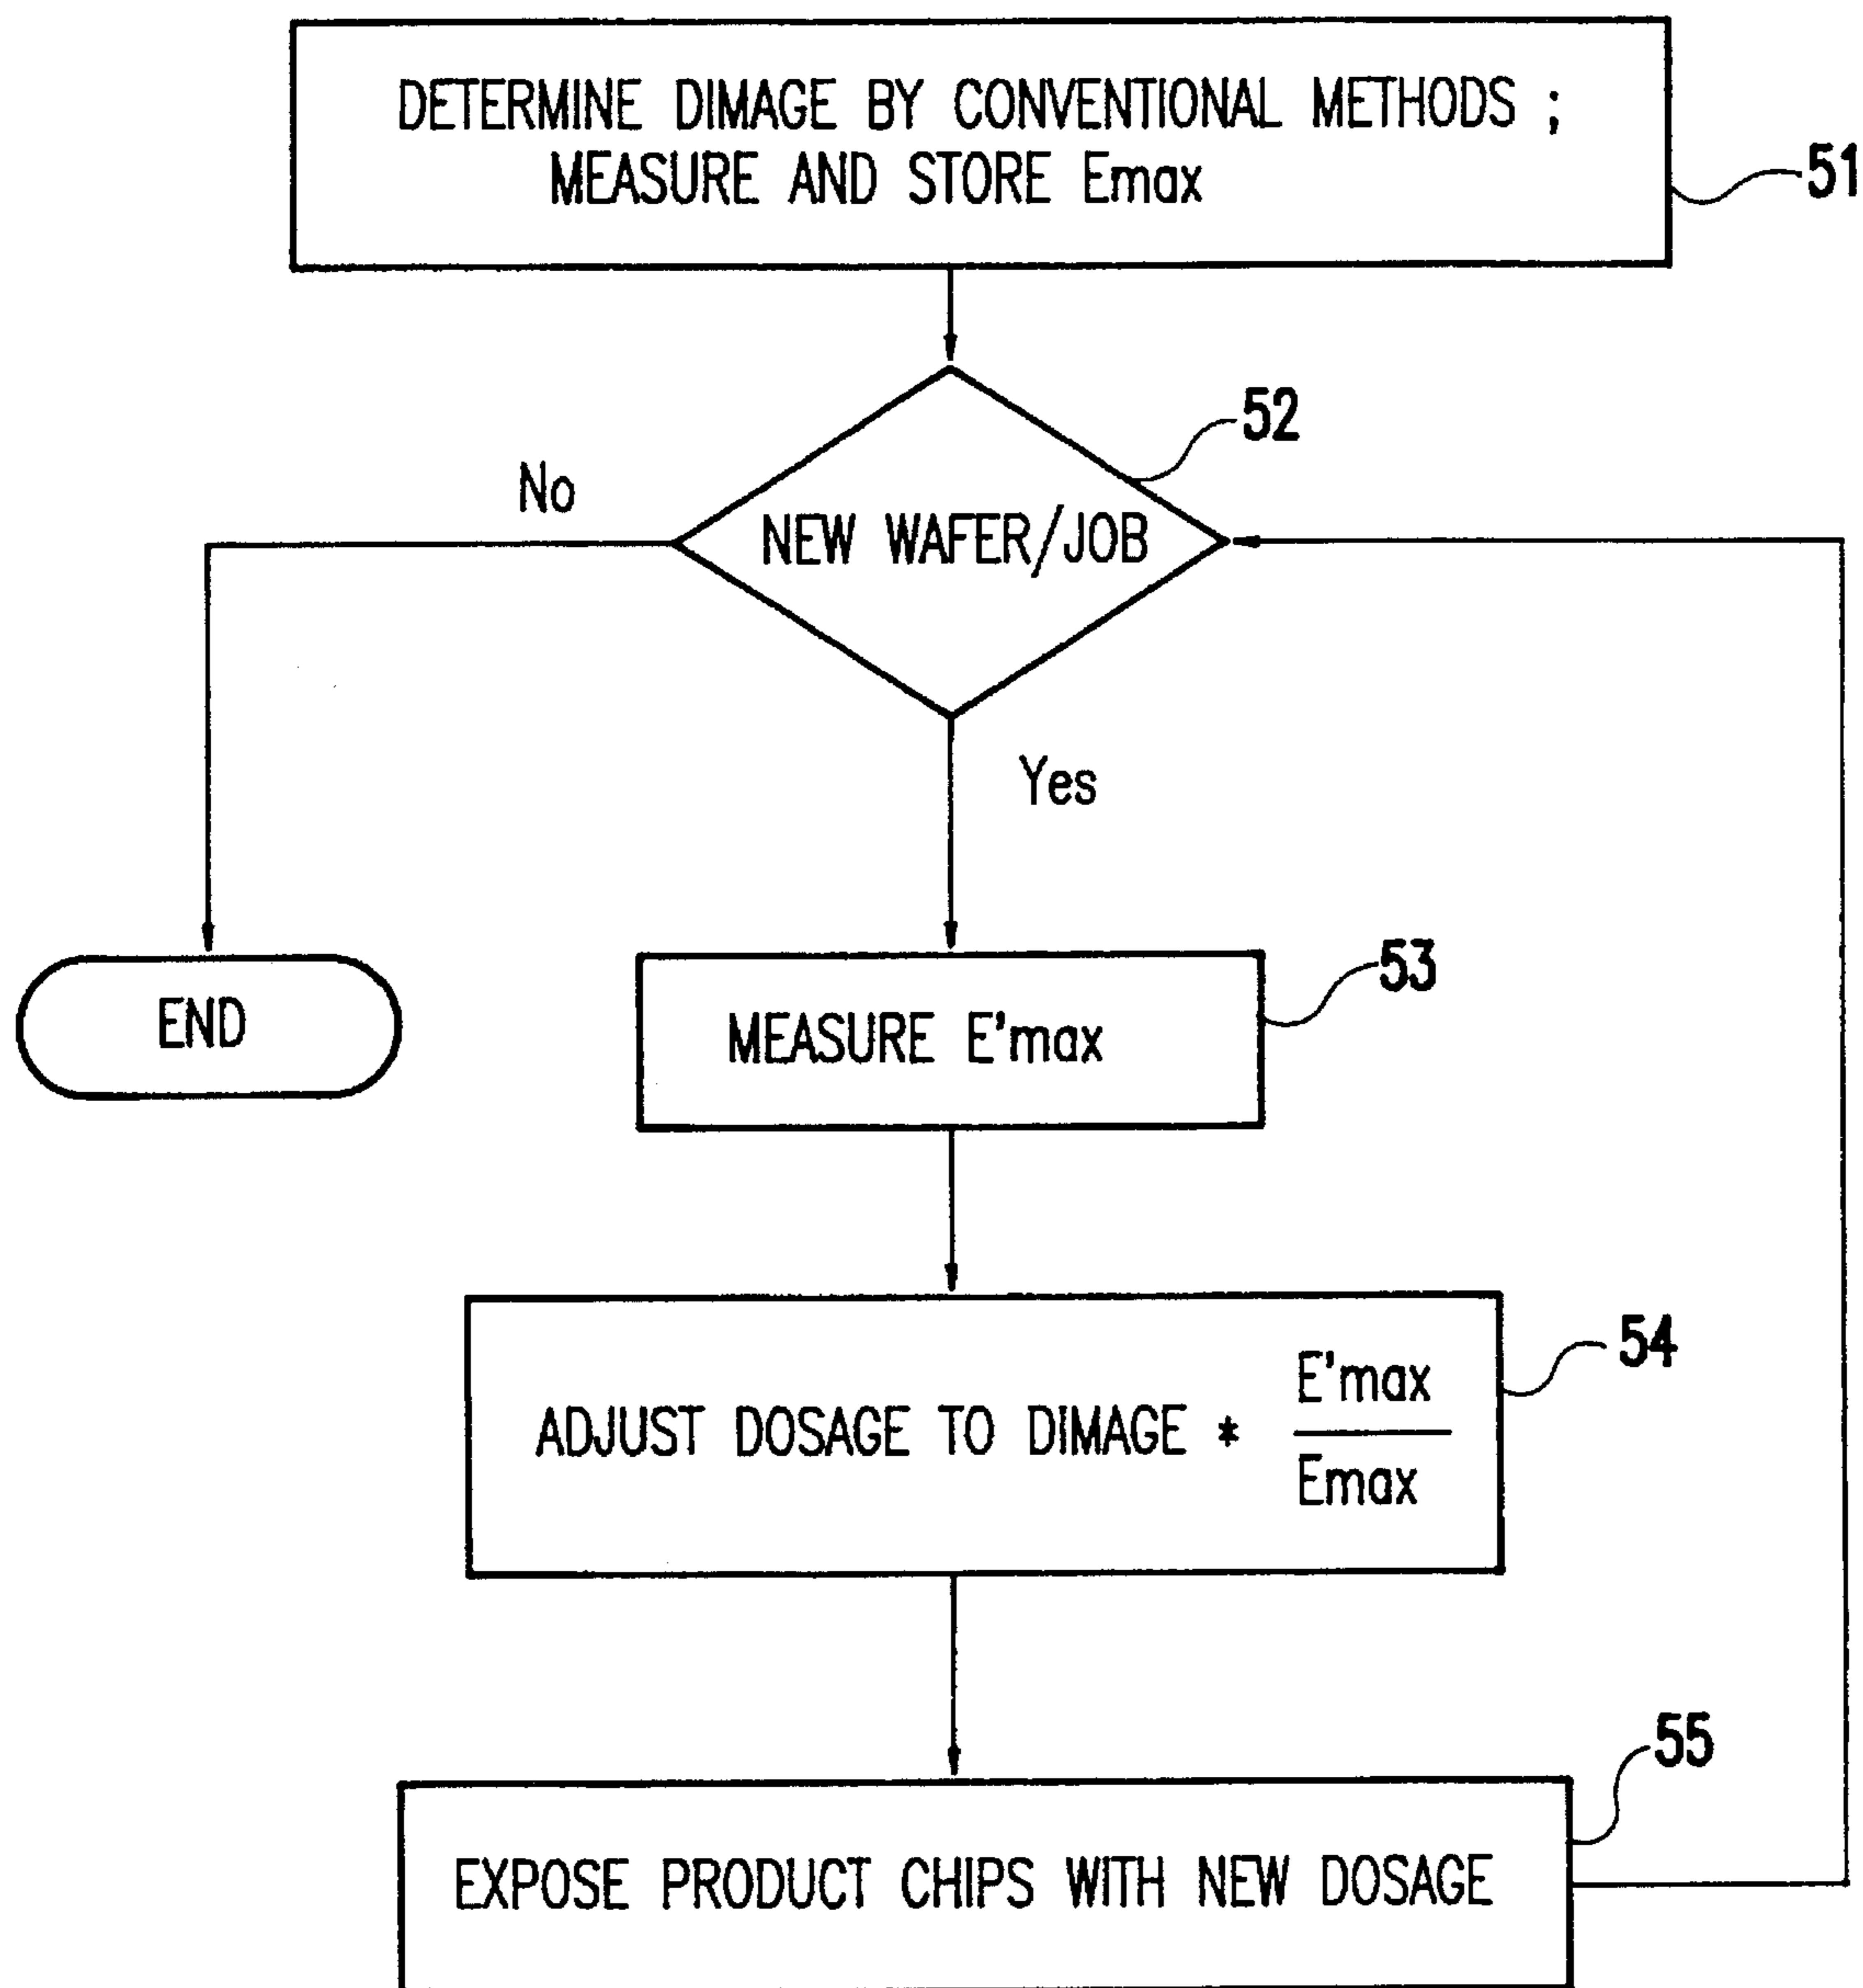 DETERMINE DIMAGE BY CONVENTIONAL METHODS ;
MEASURE AND STORE Emax
51
52
No
NEW WAFER/JOB
Yes
53
END
MEASURE E'max
54
E'max
ADJUST DOSAGE TO DIMAGE *
Emax
55
EXPOSE PRODUCT CHIPS WITH NEW DOSAGE